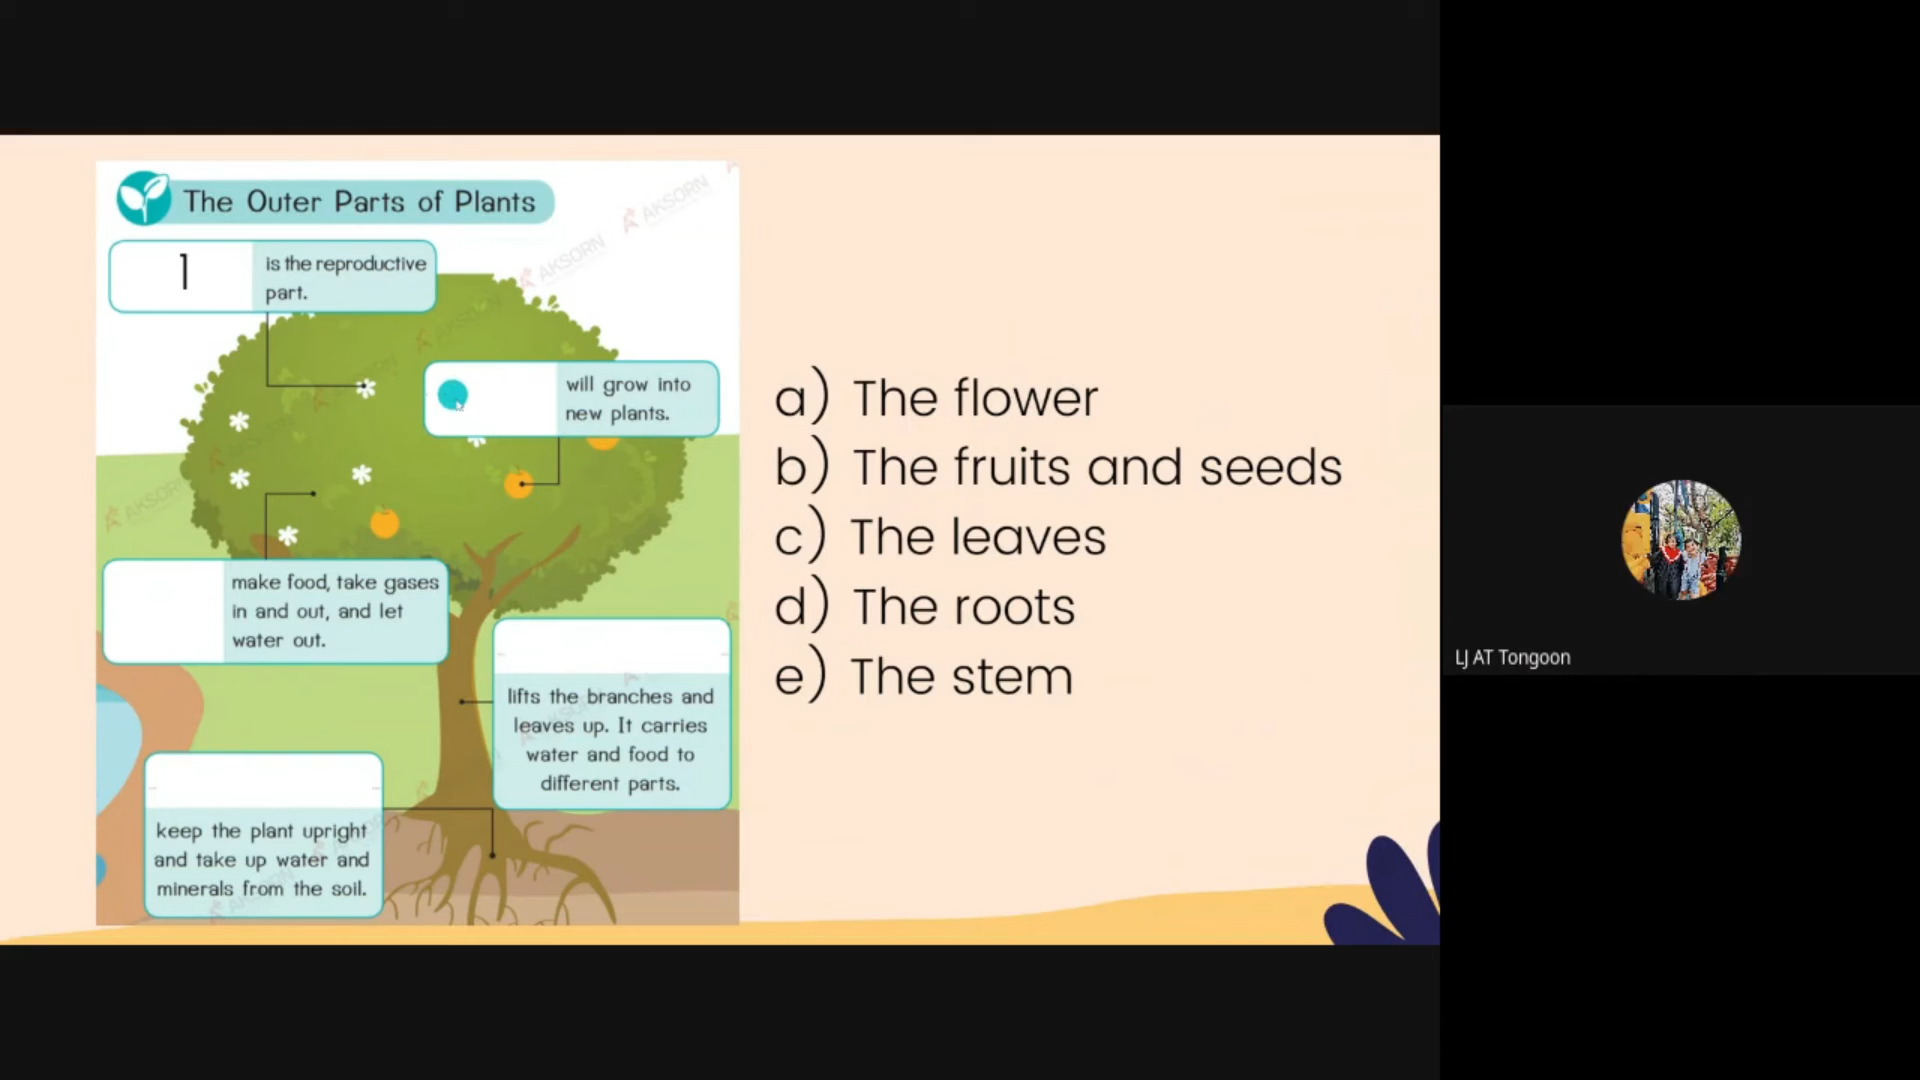 The Outer Parts of Plants
AKSORN
AKSORN
1
is the reproductive
part.
will grow into
new plants.
make food, take gases
in and out, and let
water out.
lifts the branches and
leaves up. It carries
water and food to
different parts.
keep the plant upright
and take up water and
minerals from the soil.
a) The flower
b) The fruits and seeds
c) The leaves
d) The roots
e) The stem
LJ AT Tongoon